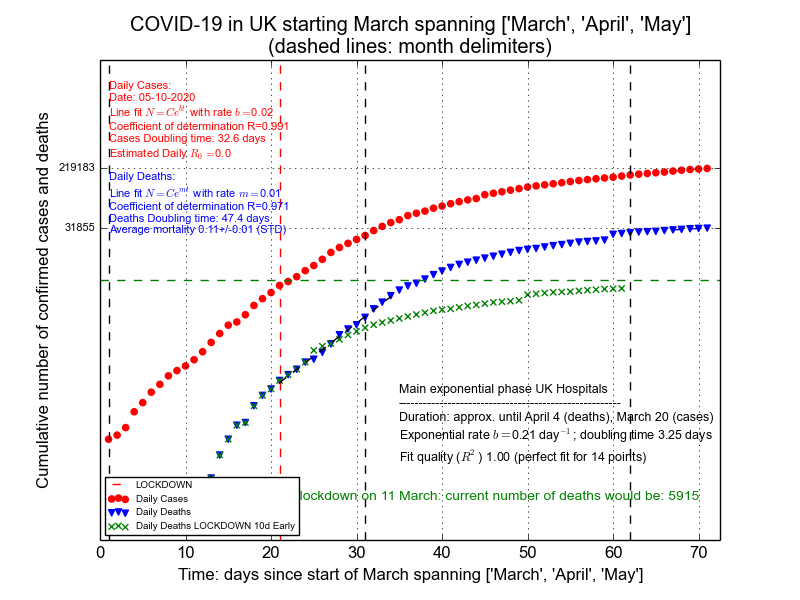 COVID-19 in UK starting March spanning ['March', 'April', 'May']
(dashed lines: month delimiters)
Daily Cases:
Date: 05-10-2020
Line fit N = Ce^{bt}: with rate b =0.02
Coefficient of determination R=0.991
Cases Doubling time: 32.6 days
Estimated Daily R_0 =0.0
Daily Deaths:
Line fit N = Ce^{mt}: with rate m =0.01
Coefficient of determination R=0.971
Deaths Doubling time: 47.4 days
Average mortality 0.11+/-0.01 (STD)
219183
31855
Cumulative number of confirmed cases and deaths
Main exponential phase UK Hospitals
------------------------------------------------------
Duration: approx. until April 4 (deaths), March 20 (cases)
Exponential rate b =0.21 day^{-1}; doubling time 3.25 days
Fit quality (R^2) 1.00 (perfect fit for 14 points)
lockdown on 11 March: current number of deaths would be: 5915
LOCKDOWN
Daily Cases
Daily Deaths
Daily Deaths LOCKDOWN 10d Early
0 10 20 30 40 50 60 70
Time: days since start of March spanning ['March', 'April', 'May']